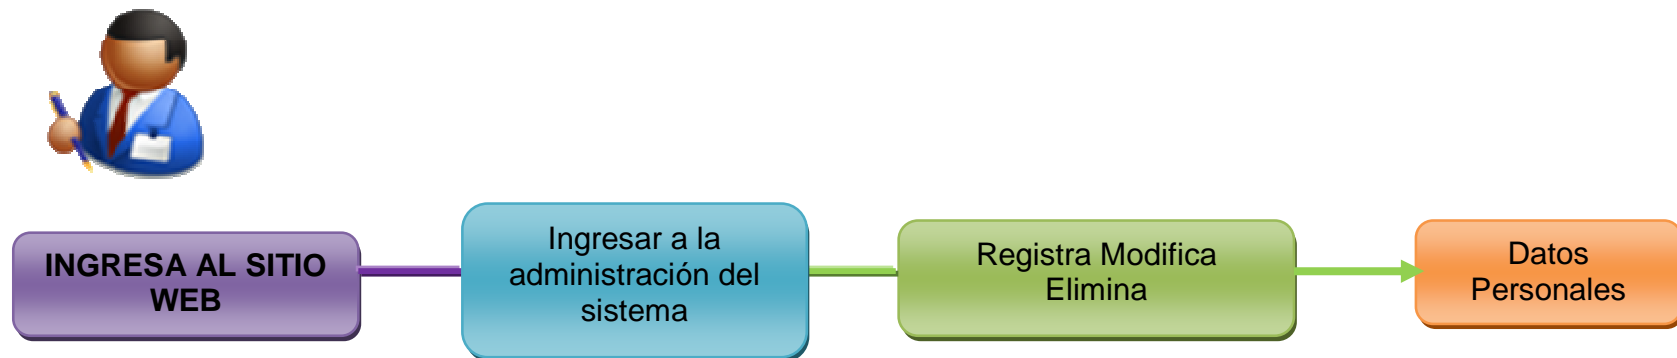 INGRESA AL SITIO
WEB
Ingresar a la
administración del
sistema
Registra Modifica
Elimina
Datos
Personales